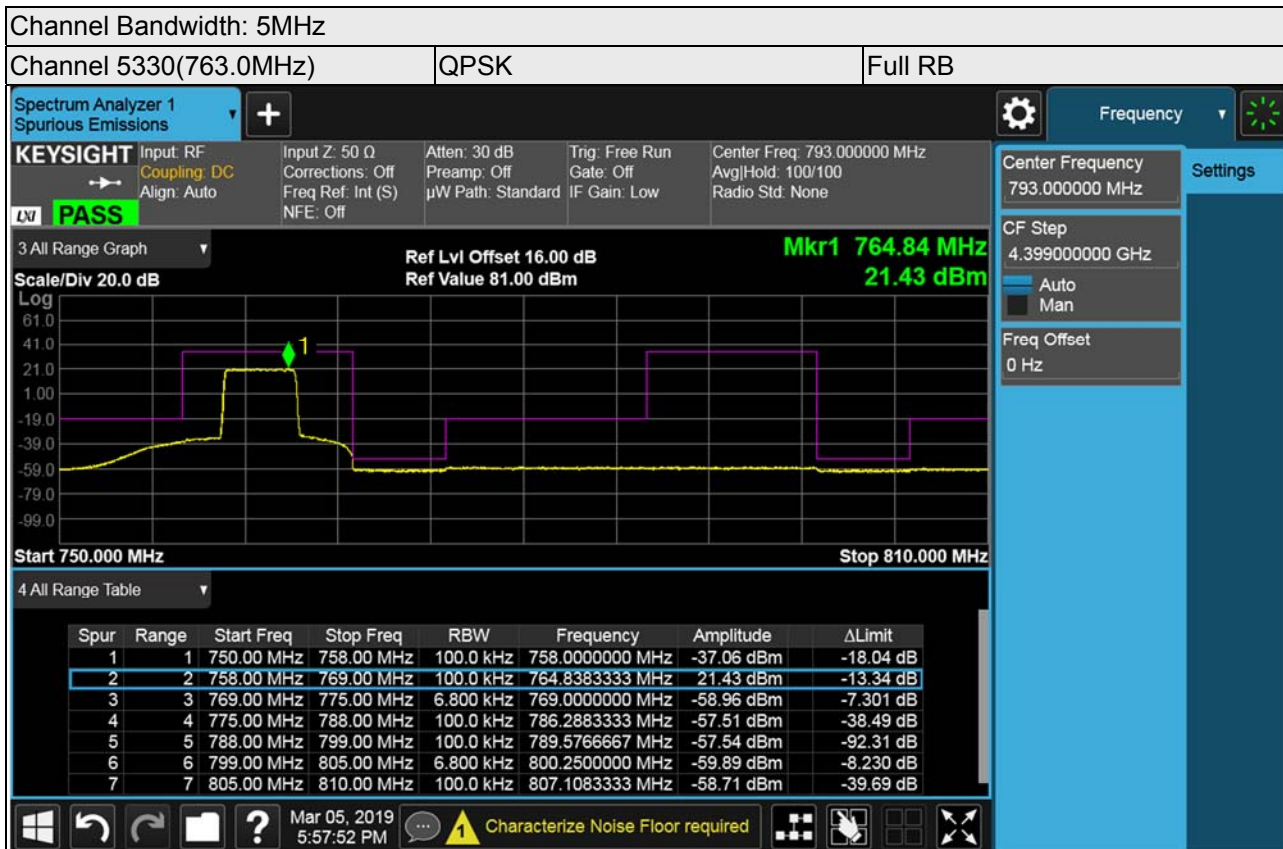 Channel Bandwidth: 5MHz
Channel 5330(763.0MHz) QPSK Full RB
Spectrum Analyzer 1
Spurious Emissions
Frequency
KEYSIGHT
LXI PASS
Input: RF
Coupling: DC
Align: Auto
Input Z: 50 Ω
Corrections: Off
Freq Ref: Int (S)
NFE: Off
Atten: 30 dB
Preamp: Off
µW Path: Standard
Trig: Free Run
Gate: Off
IF Gain: Low
Center Freq: 793.000000 MHz
Avg|Hold: 100/100
Radio Std: None
3 All Range Graph
Scale/Div 20.0 dB
Ref Lvl Offset 16.00 dB
Ref Value 81.00 dBm
Mkr1 764.84 MHz
21.43 dBm
Log
61.0
41.0
21.0
1.00
-19.0
-39.0
-59.0
-79.0
-99.0
1
Start 750.000 MHz Stop 810.000 MHz
4 All Range Table
Spur Range Start Freq Stop Freq RBW Frequency Amplitude ΔLimit
1 1 750.00 MHz 758.00 MHz 100.0 kHz 758.0000000 MHz -37.06 dBm -18.04 dB
2 2 758.00 MHz 769.00 MHz 100.0 kHz 764.8383333 MHz 21.43 dBm -13.34 dB
3 3 769.00 MHz 775.00 MHz 6.800 kHz 769.0000000 MHz -58.96 dBm -7.301 dB
4 4 775.00 MHz 788.00 MHz 100.0 kHz 786.2883333 MHz -57.51 dBm -38.49 dB
5 5 788.00 MHz 799.00 MHz 100.0 kHz 789.5766667 MHz -57.54 dBm -92.31 dB
6 6 799.00 MHz 805.00 MHz 6.800 kHz 800.2500000 MHz -59.89 dBm -8.230 dB
7 7 805.00 MHz 810.00 MHz 100.0 kHz 807.1083333 MHz -58.71 dBm -39.69 dB
Center Frequency
793.000000 MHz
Settings
CF Step
4.399000000 GHz
Auto
Man
Freq Offset
0 Hz
?
Mar 05, 2019
5:57:52 PM
1
Characterize Noise Floor required